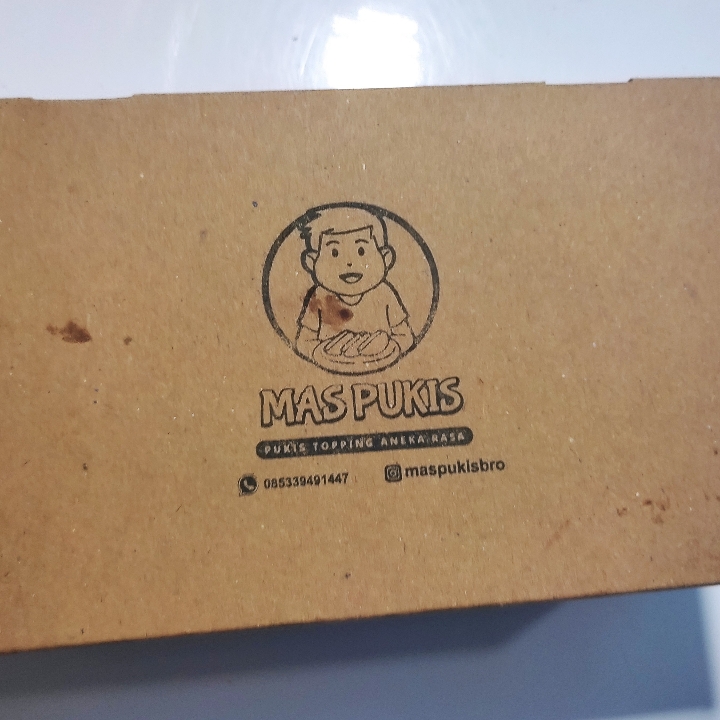 MAS PUKIS
PUKIS TOPPING ANEKA RASA
085339491447 maspukisbro